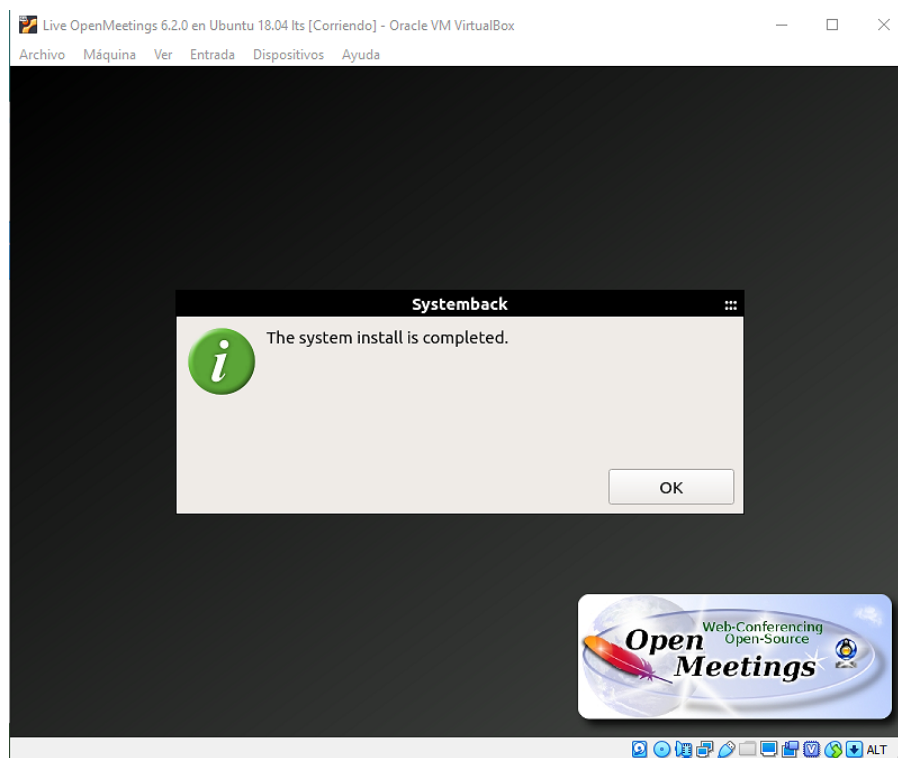 Live OpenMeetings 6.2.0 en Ubuntu 18.04 lts [Corriendo] - Oracle VM VirtualBox
Archivo Máquina Ver Entrada Dispositivos Ayuda
Systemback
The system install is completed.
OK
Web-Conferencing
Open-Source
Open
Meetings
ALT